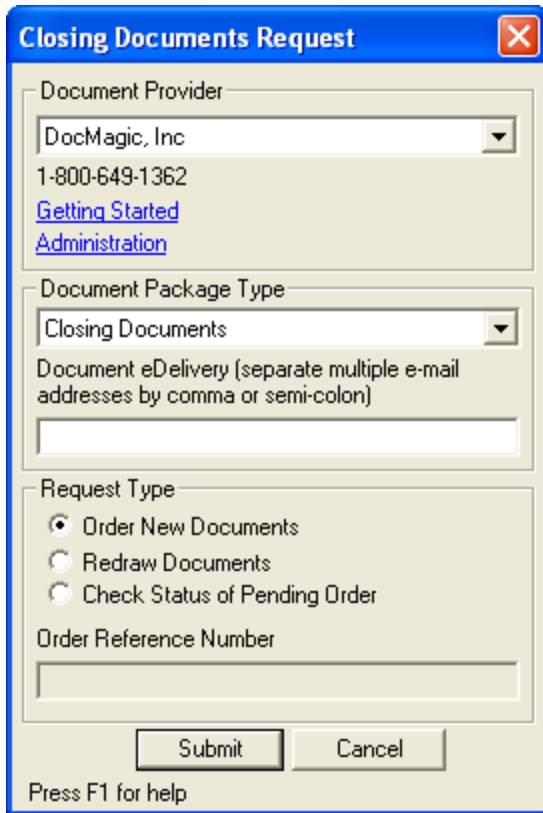 Closing Documents Request
Document Provider
DocMagic, Inc
1-800-649-1362
Getting Started
Administration
Document Package Type
Closing Documents
Document eDelivery (separate multiple e-mail
addresses by comma or semi-colon)
Request Type
Order New Documents
Redraw Documents
Check Status of Pending Order
Order Reference Number
Submit Cancel
Press F1 for help